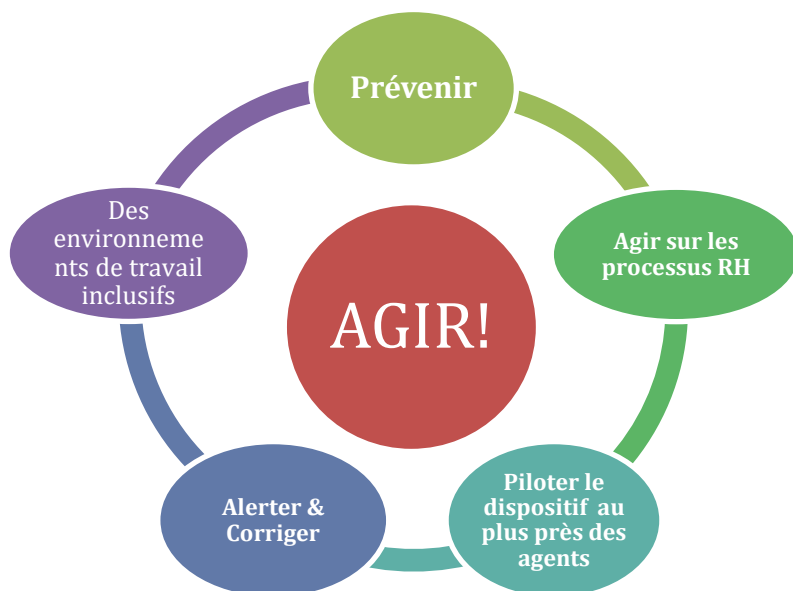 Prévenir
Agir sur les
processus RH
Piloter le
dispositif au
plus près des
agents
Alerter &
Corriger
Des
environneme
nts de travail
inclusifs
AGIR!